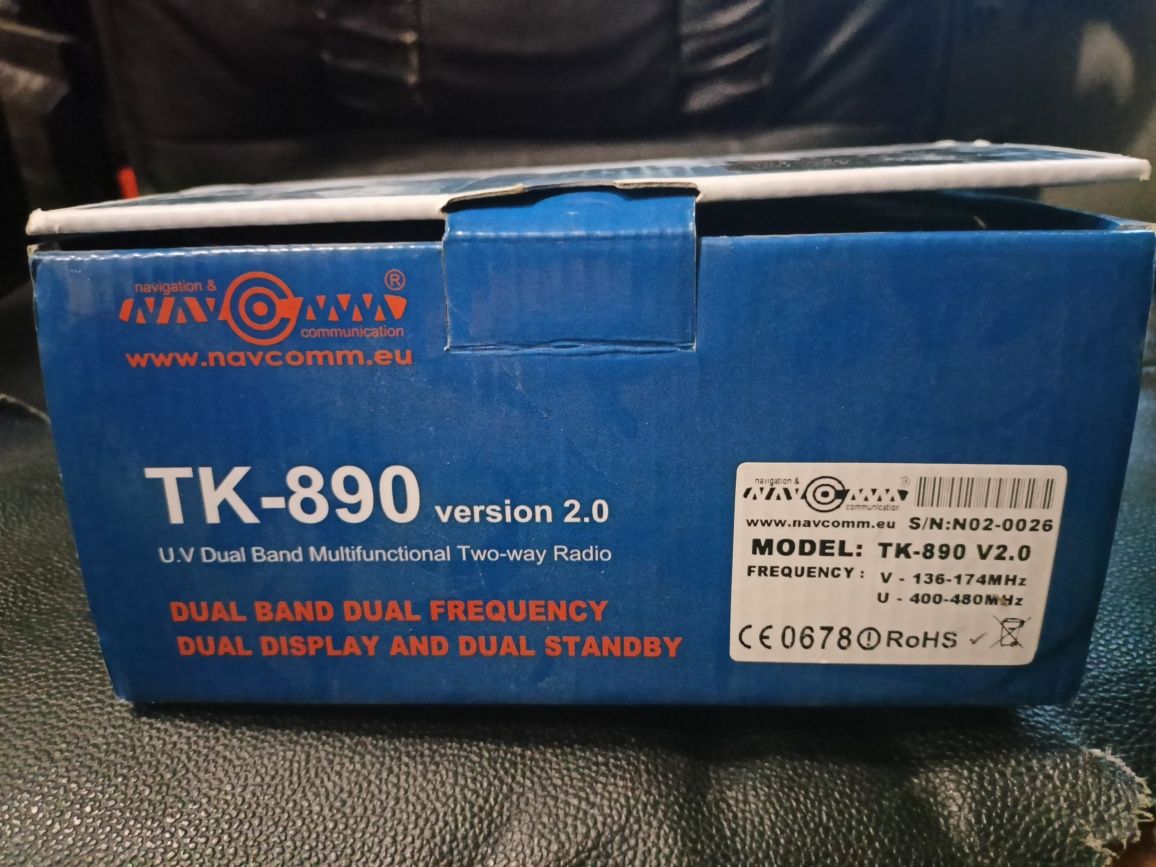 navigation &
NAVCOMM®
communication
www.navcomm.eu
TK-890 version 2.0
U.V Dual Band Multifunctional Two-way Radio
DUAL BAND DUAL FREQUENCY
DUAL DISPLAY AND DUAL STANDBY
navigation &
NAVCOMM®
communication
www.navcomm.eu S/N:N02-0026
MODEL: TK-890 V2.0
FREQUENCY: V - 136-174MHz
U - 400-480MHz
CE0678 RoHS